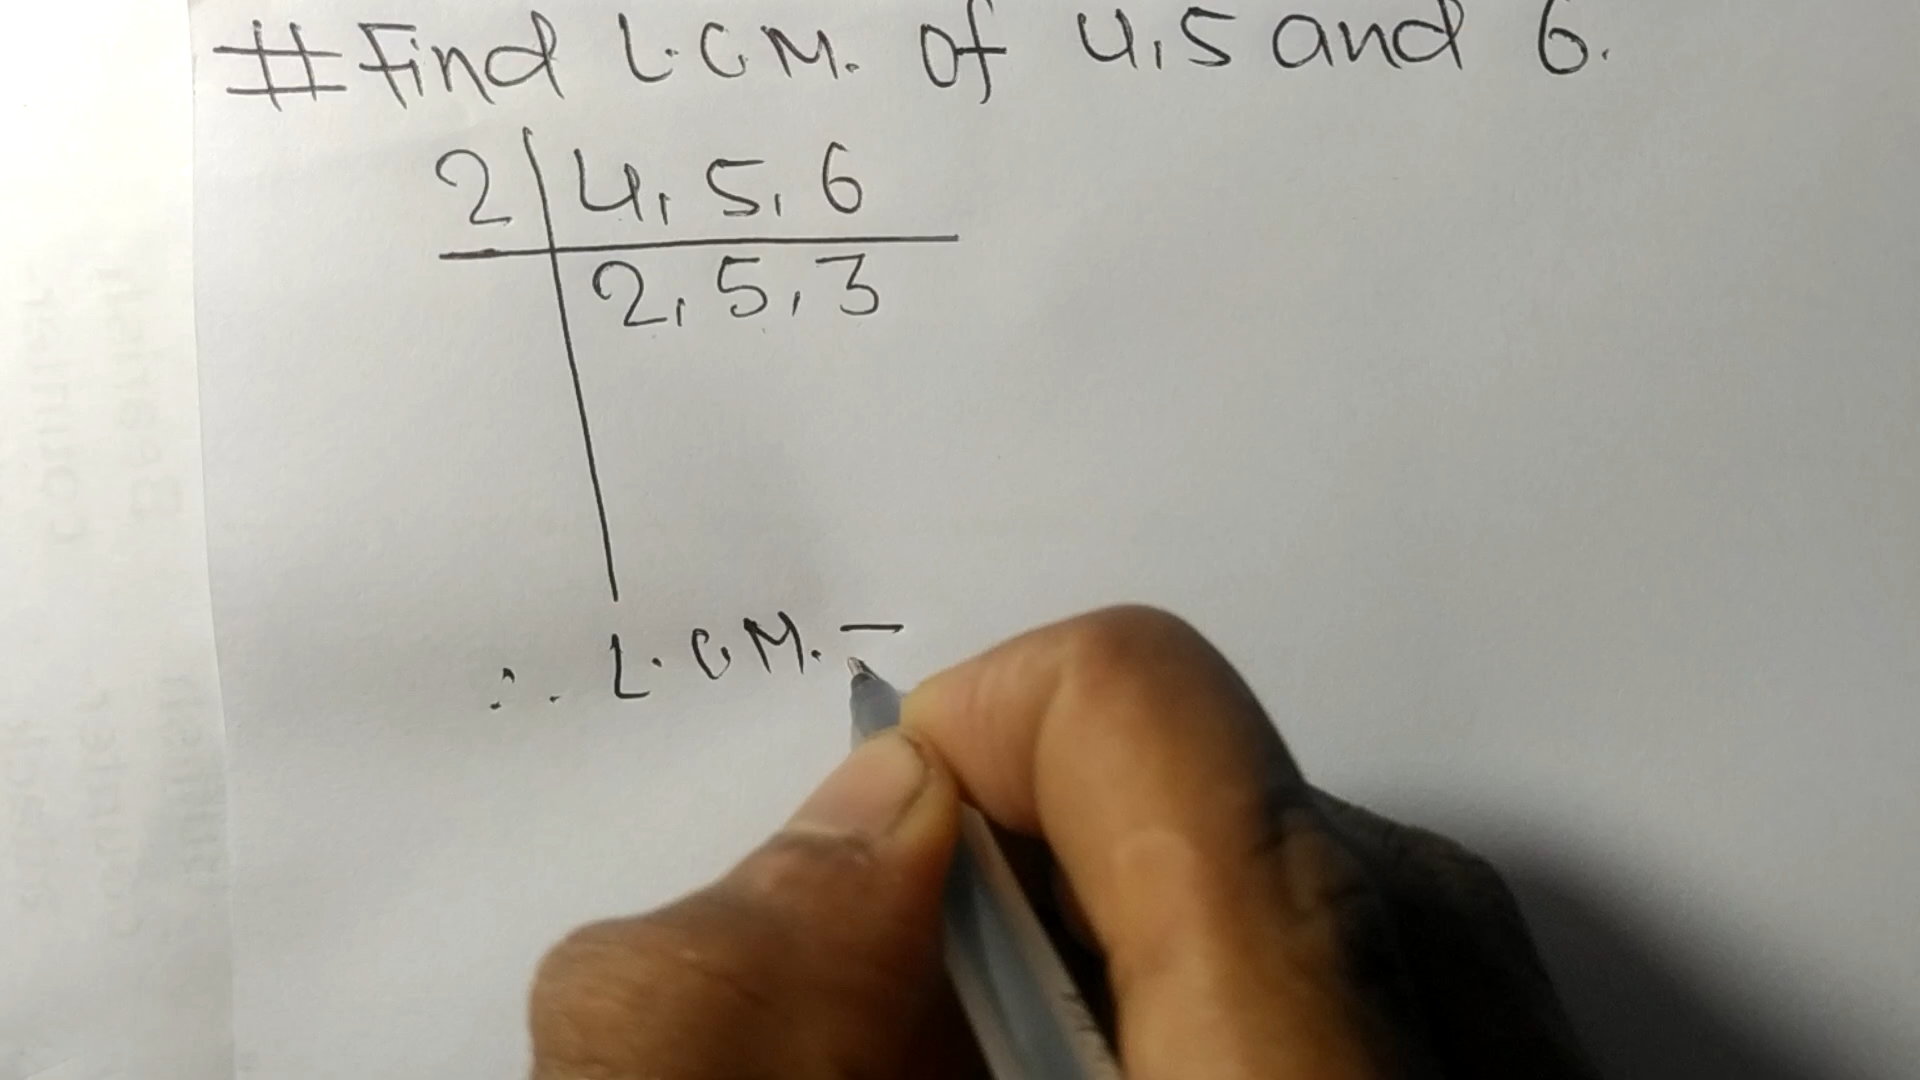 # Find L.C.M. of 4,5 and 6.
2 | 4, 5, 6
2, 5, 3
∴ L.C.M. =